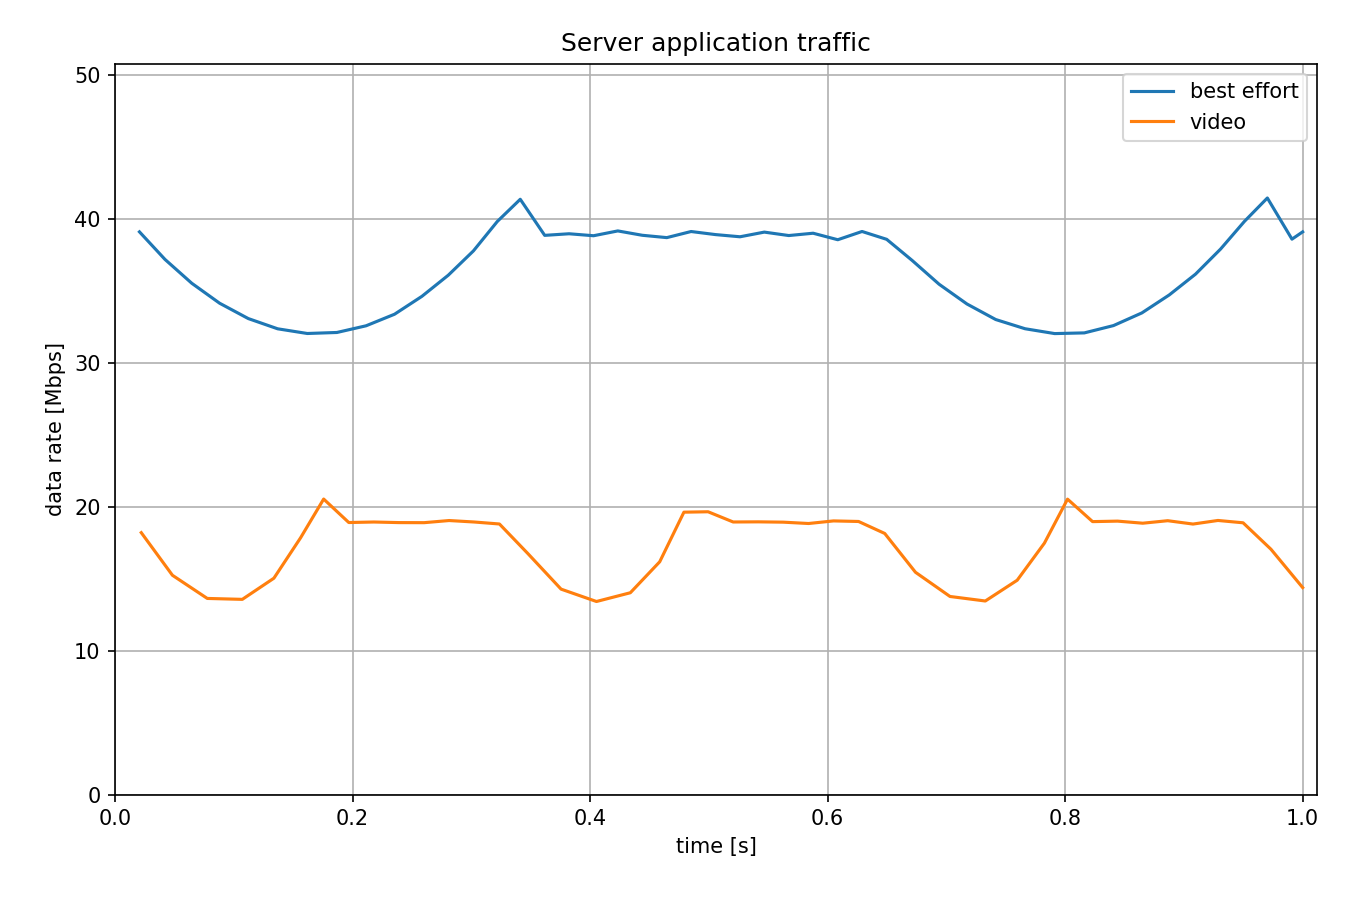 Server application traffic
best effort
video
50
40
30
20
10
0
data rate [Mbps]
0.0 0.2 0.4 0.6 0.8 1.0
time [s]